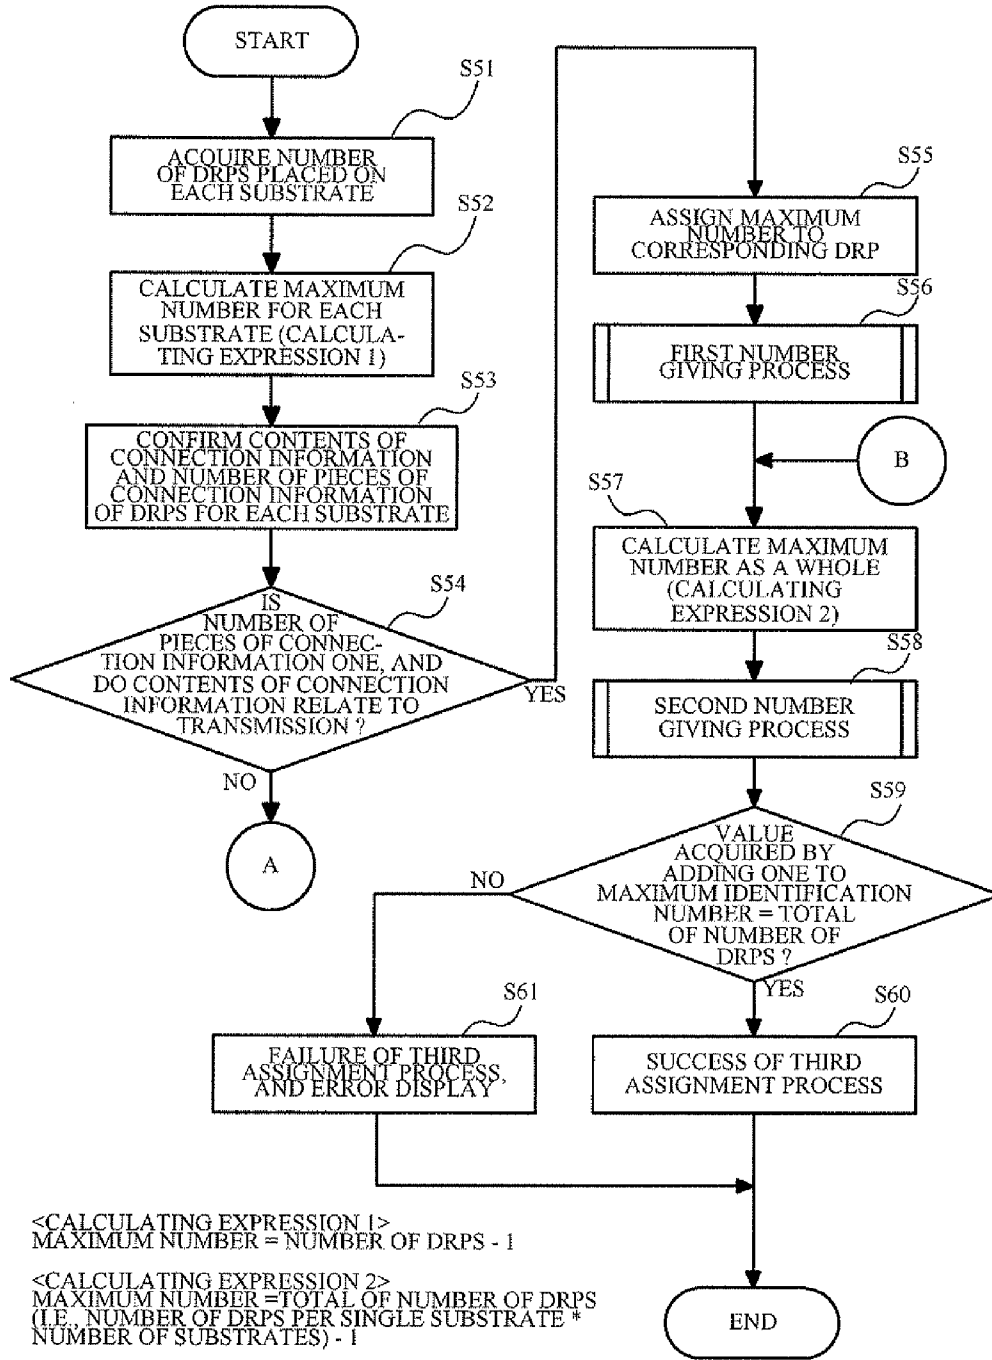 START
S51
ACQUIRE NUMBER
OF DRPS PLACED ON
EACH SUBSTRATE
S52
CALCULATE MAXIMUM
NUMBER FOR EACH
SUBSTRATE (CALCULA-
TING EXPRESSION 1)
S53
CONFIRM CONTENTS OF
CONNECTION INFORMATION
AND NUMBER OF PIECES OF
CONNECTION INFORMATION
OF DRPS FOR EACH SUBSTRATE
S54
IS
NUMBER OF
PIECES OF CONNEC-
TION INFORMATION ONE, AND
DO CONTENTS OF CONNECTION
INFORMATION RELATE TO
TRANSMISSION ?
YES
NO
A
S55
ASSIGN MAXIMUM
NUMBER TO
CORRESPONDING DRP
S56
FIRST NUMBER
GIVING PROCESS
B
S57
CALCULATE MAXIMUM
NUMBER AS A WHOLE
(CALCULATING
EXPRESSION 2)
S58
SECOND NUMBER
GIVING PROCESS
S59
VALUE
ACQUIRED BY
ADDING ONE TO
MAXIMUM IDENTIFICATION
NUMBER = TOTAL
OF NUMBER OF
DRPS ?
NO
YES
S61
FAILURE OF THIRD
ASSIGNMENT PROCESS,
AND ERROR DISPLAY
S60
SUCCESS OF THIRD
ASSIGNMENT PROCESS
END
<CALCULATING EXPRESSION 1>
MAXIMUM NUMBER = NUMBER OF DRPS - 1
<CALCULATING EXPRESSION 2>
MAXIMUM NUMBER =TOTAL OF NUMBER OF DRPS
(I.E., NUMBER OF DRPS PER SINGLE SUBSTRATE *
NUMBER OF SUBSTRATES) - 1